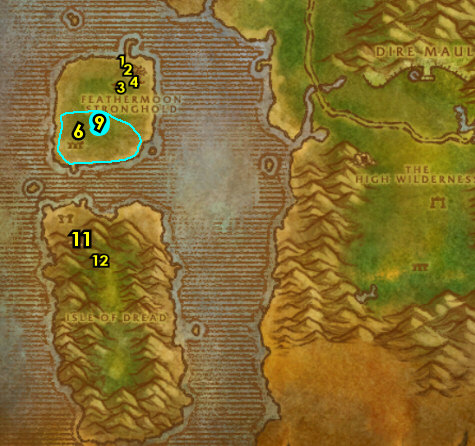 DIRE MAUL
1
2
3 4
FEATHERMOON
STRONGHOLD
9
6
THE
HIGH WILDERNESS
11
12
ISLE OF DREAD